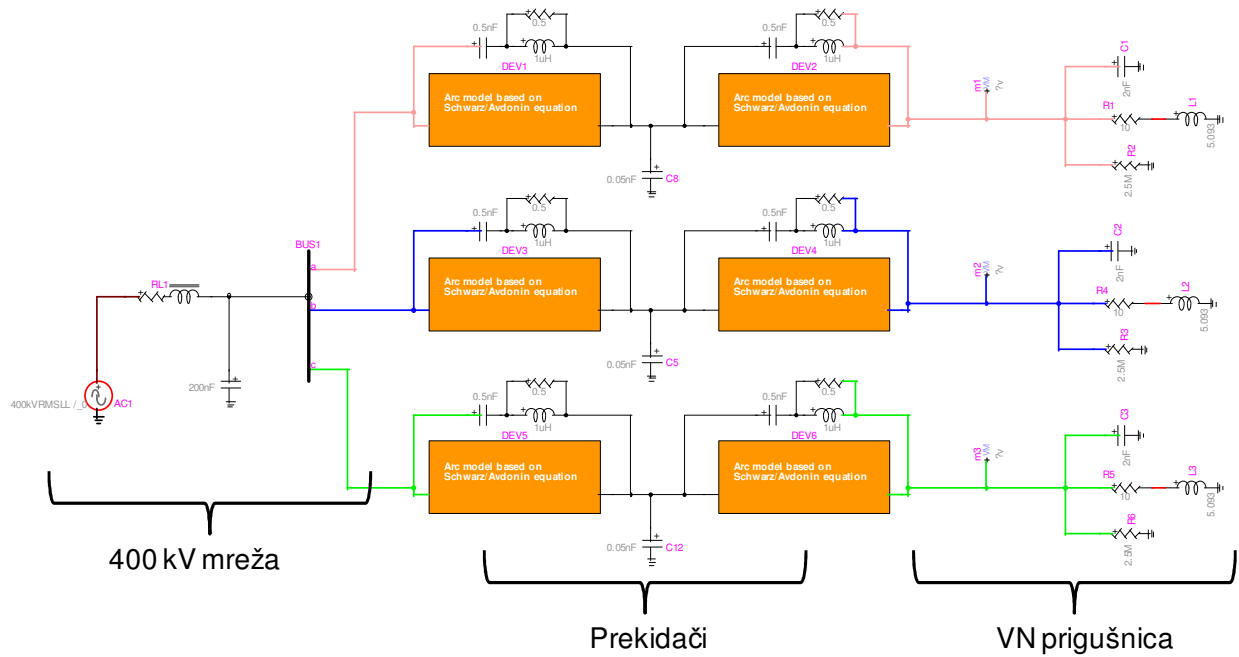 0.5nF
0.5
1uH
DEV1
Arc model based on
Schwarz/Avdonin equation
0.5nF
0.5
1uH
DEV2
Arc model based on
Schwarz/Avdonin equation
C8
0.05nF
m1
VM
?v
C1
2nF
R1
10
L1
5.093
R2
2.5M
0.5nF
0.5
1uH
DEV3
Arc model based on
Schwarz/Avdonin equation
0.5nF
0.5
1uH
DEV4
Arc model based on
Schwarz/Avdonin equation
C5
0.05nF
m2
VM
?v
C2
2nF
R4
10
L2
5.093
R3
2.5M
BUS1
a
b
c
RL1
200nF
AC1
400kVRMSLL /_0
0.5nF
0.5
1uH
DEV5
Arc model based on
Schwarz/Avdonin equation
0.5nF
0.5
1uH
DEV6
Arc model based on
Schwarz/Avdonin equation
C12
0.05nF
m3
VM
?v
C3
2nF
R5
10
L3
5.093
R6
2.5M
400 kV mreža
Prekidači
VN prigušnica